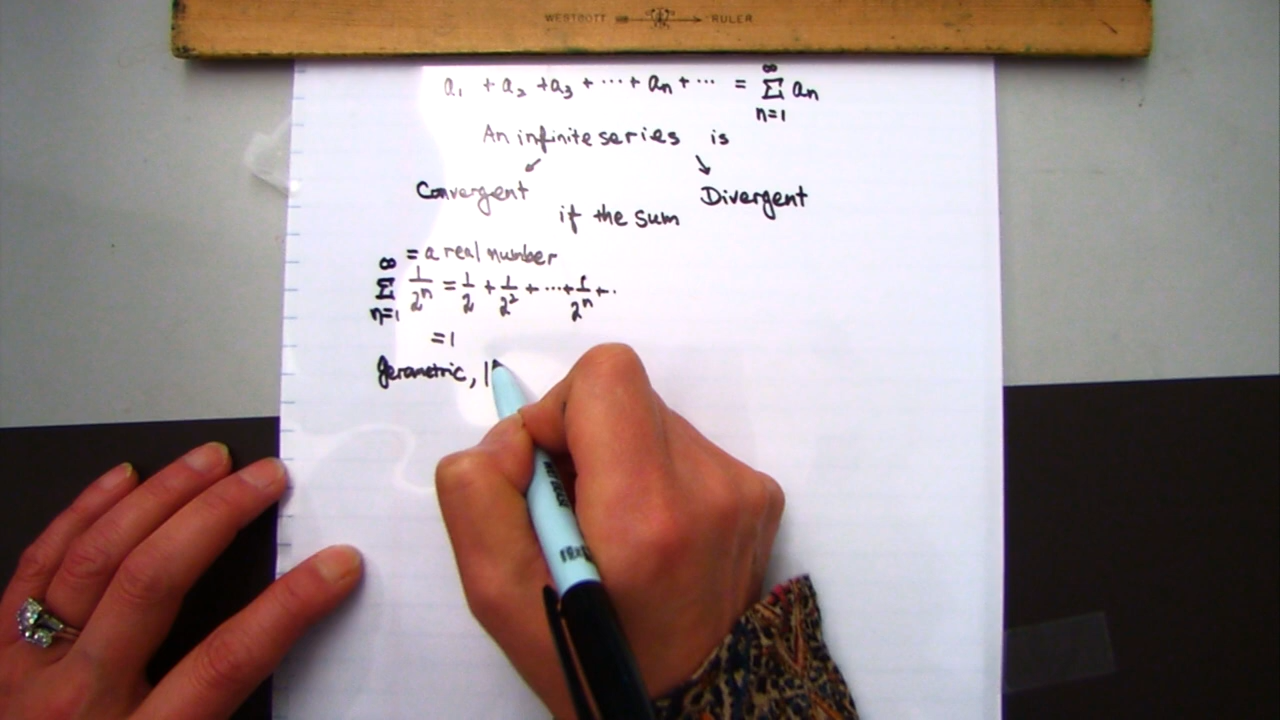 WESTCOTT RULER
a₁ + a₂ + a₃ + ⋯ + aₙ + ⋯ = ∑_{n=1}^{∞} aₙ
An infinite series is
Convergent Divergent
if the sum
= a real number
∑_{n=1}^{∞} 1/2ⁿ = 1/2 + 1/2² + ⋯ + 1/2ⁿ + ..
= 1
Geometric, |